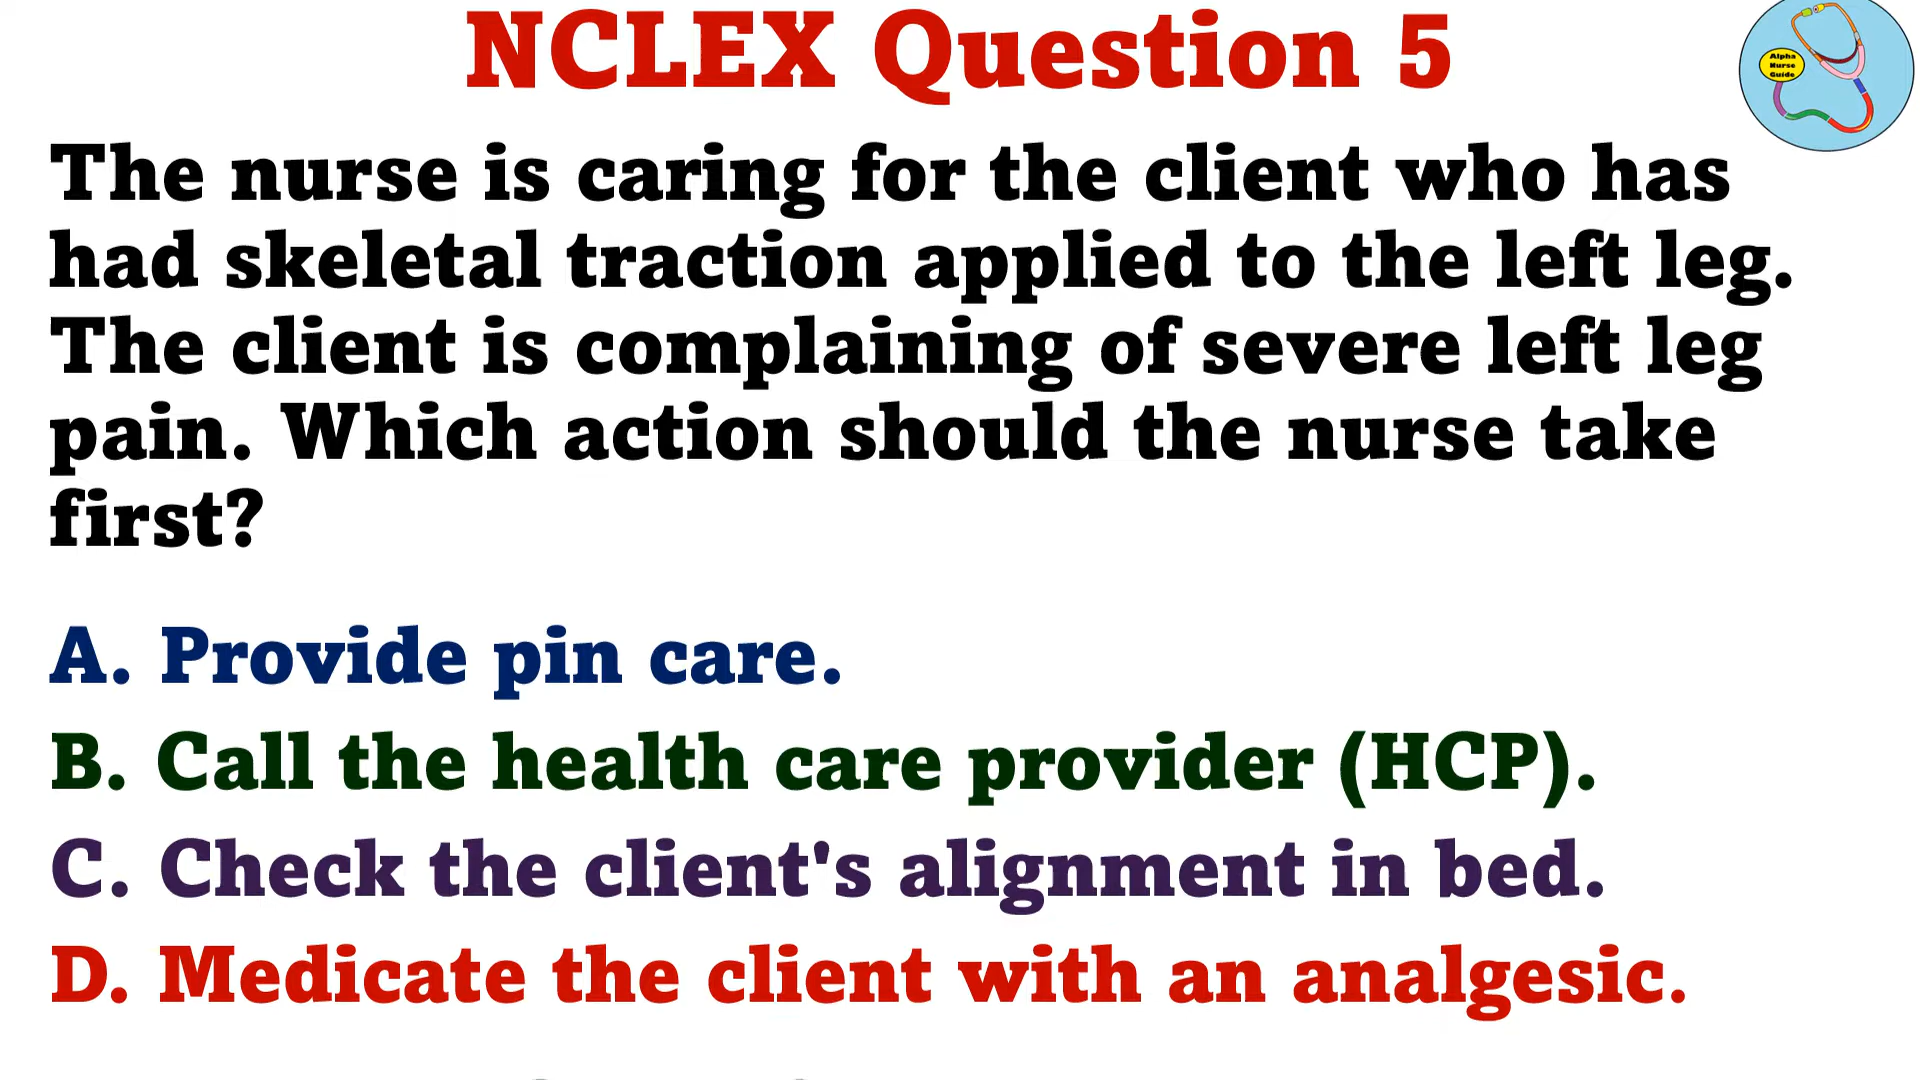 NCLEX Question 5
Alpha
Nurse
Guide
The nurse is caring for the client who has
had skeletal traction applied to the left leg.
The client is complaining of severe left leg
pain. Which action should the nurse take
first?
A. Provide pin care.
B. Call the health care provider (HCP).
C. Check the client's alignment in bed.
D. Medicate the client with an analgesic.